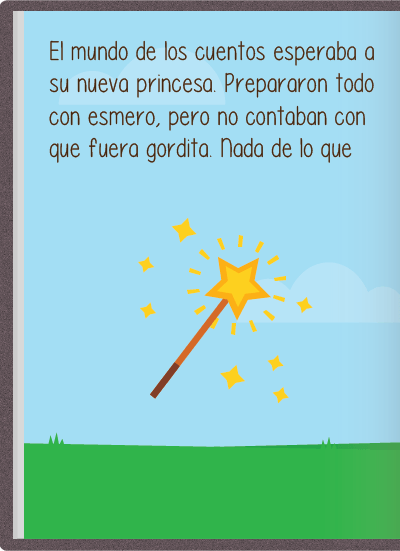 El mundo de los cuentos esperaba a
su nueva princesa. Prepararon todo
con esmero, pero no contaban con
que fuera gordita. Nada de lo que